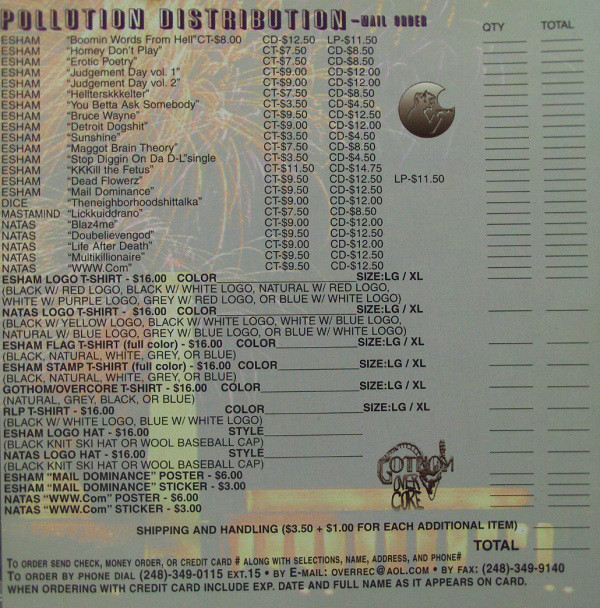 POLLUTION DISTRIBUTION-MAIL ORDER QTY TOTAL
ESHAM "Boomin Words From Hell" CT-$8.00 CD-$12.50 LP-$11.50
ESHAM "Homey Don't Play" CT-$7.50 CD-$8.50
ESHAM "Erotic Poetry" CT-$7.50 CD-$8.50
ESHAM "Judgement Day vol. 1" CT-$9.00 CD-$12.00
ESHAM "Judgement Day vol. 2" CT-$9.00 CD-$12.00
ESHAM "Hellterskkkelter" CT-$7.50 CD-$8.50
ESHAM "You Betta Ask Somebody" CT-$3.50 CD-$4.50
ESHAM "Bruce Wayne" CT-$9.50 CD-$12.50
ESHAM "Detroit Dogshit" CT-$9.00 CD-$12.00
ESHAM "Sunshine" CT-$3.50 CD-$4.50
ESHAM "Maggot Brain Theory" CT-$7.50 CD-$8.50
ESHAM "Stop Diggin On Da D-L"single CT-$3.50 CD-$4.50
ESHAM "KKKill the Fetus" CT-$11.50 CD-$14.75
ESHAM "Dead Flowerz" CT-$9.50 CD-$12.50 LP-$11.50
ESHAM "Mail Dominance" CT-$9.50 CD-$12.50
DICE "Theneighborhoodshittalka" CT-$9.00 CD-$12.00
MASTAMIND "Lickkuiddrano" CT-$7.50 CD-$8.50
NATAS "Blaz4me" CT-$9.00 CD-$12.00
NATAS "Doubelievengod" CT-$9.50 CD-$12.50
NATAS "Life After Death" CT-$9.00 CD-$12.00
NATAS "Multikillionaire" CT-$9.50 CD-$12.00
NATAS "WWW.Com" CT-$9.50 CD-$12.50
ESHAM LOGO T-SHIRT - $16.00 COLOR SIZE:LG / XL
(BLACK W/ RED LOGO, BLACK W/ WHITE LOGO, NATURAL W/ RED LOGO,
WHITE W/ PURPLE LOGO, GREY W/ RED LOGO, OR BLUE W/ WHITE LOGO)
NATAS LOGO T-SHIRT - $16.00 COLOR SIZE:LG / XL
(BLACK W/YELLOW LOGO, BLACK W/ WHITE LOGO, WHITE W/ BLUE LOGO,
NATURAL W/ BLUE LOGO, GREY W/ BLUE LOGO, OR BLUE W/ WHITE LOGO)
ESHAM FLAG T-SHIRT (full color) - $16.00 COLOR SIZE:LG / XL
(BLACK, NATURAL, WHITE, GREY, OR BLUE)
ESHAM STAMP T-SHIRT (full color) - $16.00 COLOR SIZE:LG / XL
(BLACK, NATURAL, WHITE, GREY, OR BLUE)
GOTHOM/OVERCORE T-SHIRT - $16.00 COLOR SIZE:LG / XL
(NATURAL, GREY, BLACK, OR BLUE)
RLP T-SHIRT - $16.00 COLOR SIZE:LG / XL
(BLACK W/ WHITE LOGO, BLUE W/ WHITE LOGO)
ESHAM LOGO HAT - $16.00 STYLE
(BLACK KNIT SKI HAT OR WOOL BASEBALL CAP)
NATAS LOGO HAT - $16.00 STYLE
(BLACK KNIT SKI HAT OR WOOL BASEBALL CAP)
ESHAM "MAIL DOMINANCE" POSTER - $6.00
ESHAM "MAIL DOMINANCE" STICKER - $3.00
NATAS "WWW.Com" POSTER - $6.00
NATAS "WWW.Com" STICKER - $3.00
GOTHOM
OVER
CORE
SHIPPING AND HANDLING ($3.50 + $1.00 FOR EACH ADDITIONAL ITEM)
TOTAL
TO ORDER SEND CHECK, MONEY ORDER, OR CREDIT CARD # ALONG WITH SELECTIONS, NAME, ADDRESS, AND PHONE#
TO ORDER BY PHONE DIAL (248)-349-0115 EXT.15 • BY E-MAIL: OVERREC@AOL.COM • BY FAX: (248)-349-9140
WHEN ORDERING WITH CREDIT CARD INCLUDE EXP. DATE AND FULL NAME AS IT APPEARS ON CARD.